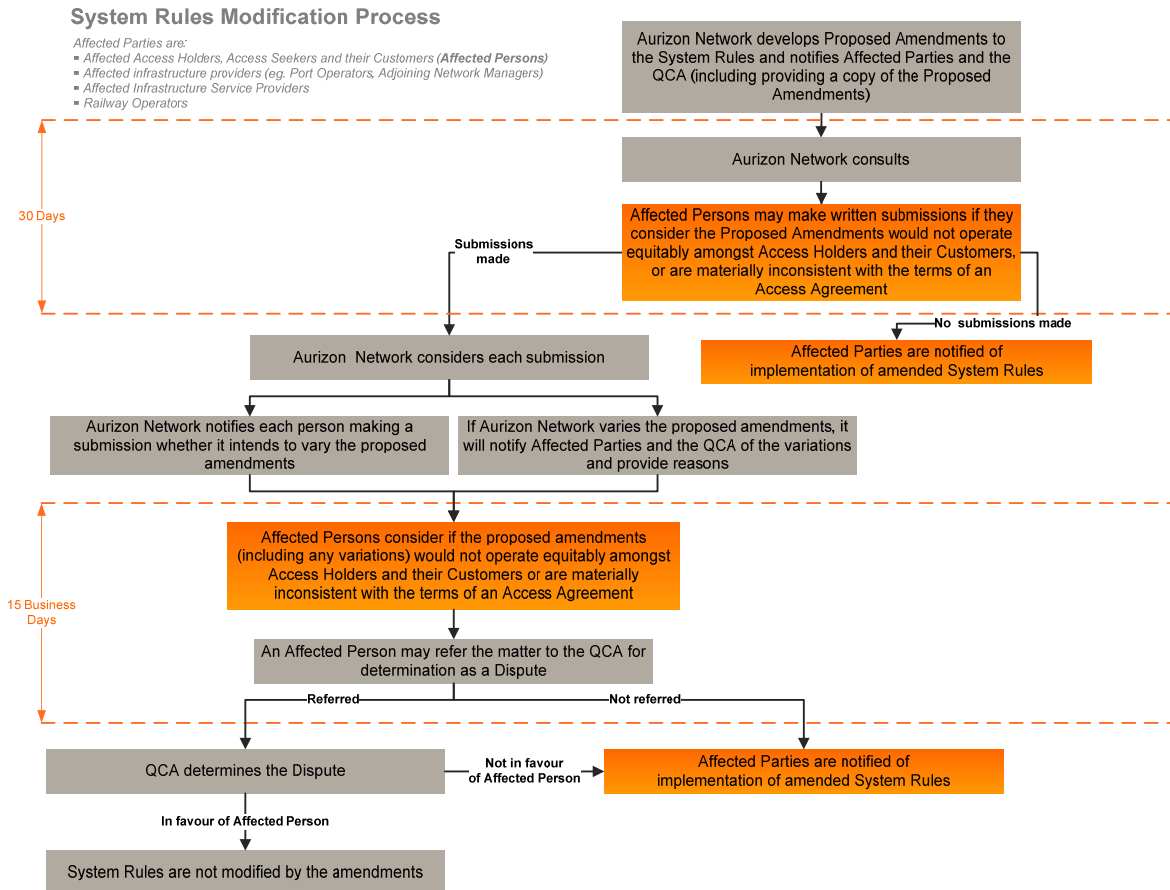 System Rules Modification Process
Affected Parties are:
▪ Affected Access Holders, Access Seekers and their Customers (Affected Persons)
▪ Affected infrastructure providers (eg. Port Operators, Adjoining Network Managers)
▪ Affected Infrastructure Service Providers
▪ Railway Operators
Aurizon Network develops Proposed Amendments to
the System Rules and notifies Affected Parties and the
QCA (including providing a copy of the Proposed
Amendments)
30 Days
Aurizon Network consults
Affected Persons may make written submissions if they
consider the Proposed Amendments would not operate
equitably amongst Access Holders and their Customers,
or are materially inconsistent with the terms of an
Access Agreement
Submissions
made
No submissions made
Affected Parties are notified of
implementation of amended System Rules
Aurizon Network considers each submission
Aurizon Network notifies each person making a
submission whether it intends to vary the proposed
amendments
If Aurizon Network varies the proposed amendments, it
will notify Affected Parties and the QCA of the variations
and provide reasons
15 Business
Days
Affected Persons consider if the proposed amendments
(including any variations) would not operate equitably amongst
Access Holders and their Customers or are materially
inconsistent with the terms of an Access Agreement
An Affected Person may refer the matter to the QCA for
determination as a Dispute
Referred
Not referred
QCA determines the Dispute
Not in favour
of Affected Person
Affected Parties are notified of
implementation of amended System Rules
In favour of Affected Person
System Rules are not modified by the amendments